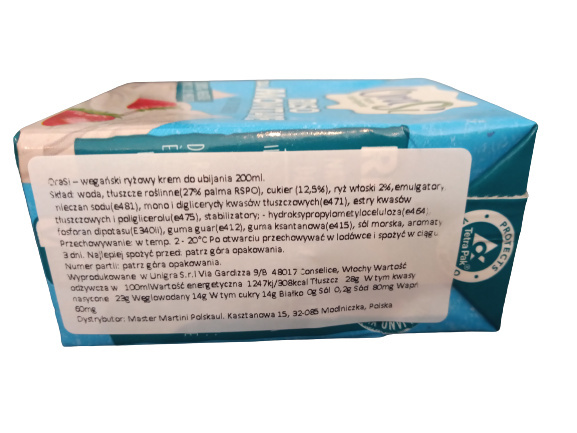 OraSi – wegański ryżowy krem do ubijania 200ml.
Skład: woda, tłuszcze roślinne(27% palma RSPO), cukier (12,5%), ryż włoski 2%, emulgatory,
nieczan sodu(e481), mono i diglicerydy kwasów tłuszczowych(e471), estry kwasów
tłuszczowych i poliglicerolu(e475), stabilizatory; - hydroksypropylometyloceluloza(e464)
fosforan dipotasu(E340ii), guma guar(e412), guma ksantanowa(e415), sól morska, aromaty
Przechowywanie: w temp. 2 - 20°C Po otwarciu przechowywać w lodówce i spożyć w ciągu
3 dni. Najlepiej spożyć przed: patrz góra opakowania.
Numer partii: patrz góra opakowania.
Wyprodukowane w Unigra S.r.l Via Gardizza 9/B 48017 Conselice, Włochy Wartość
odżywcza w 100ml Wartość energetyczna 1247kj/308kcal Tłuszcz 28g W tym kwasy
nasycone 23g Węglowodany 14g W tym cukry 14g Białko 0g Sól 0,2g Sód 80mg Wapń
60mg
Dystrybutor: Master Martini Polska ul. Kasztanowa 15, 32-085 Modlniczka, Polska
Tetra Pak
PROJECTS